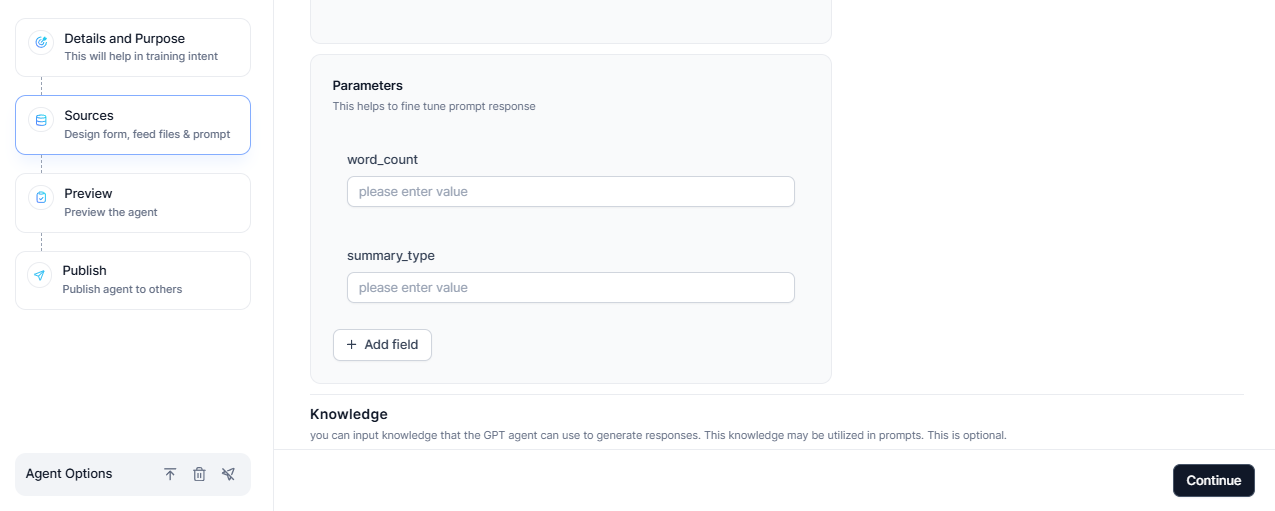 Details and Purpose
This will help in training intent
Sources
Design form, feed files & prompt
Preview
Preview the agent
Publish
Publish agent to others
Agent Options
Parameters
This helps to fine tune prompt response
word_count
please enter value
summary_type
please enter value
+ Add field
Knowledge
you can input knowledge that the GPT agent can use to generate responses. This knowledge may be utilized in prompts. This is optional.
Continue